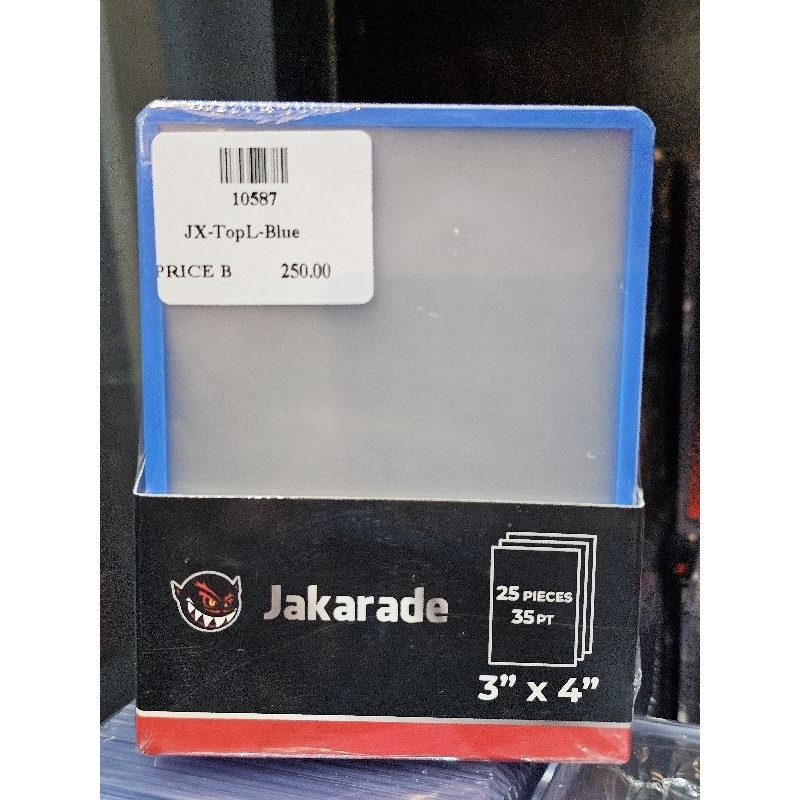 10587
JX-TopL-Blue
PRICE B 250.00
Jakarade
25 PIECES
35 PT
3” x 4”